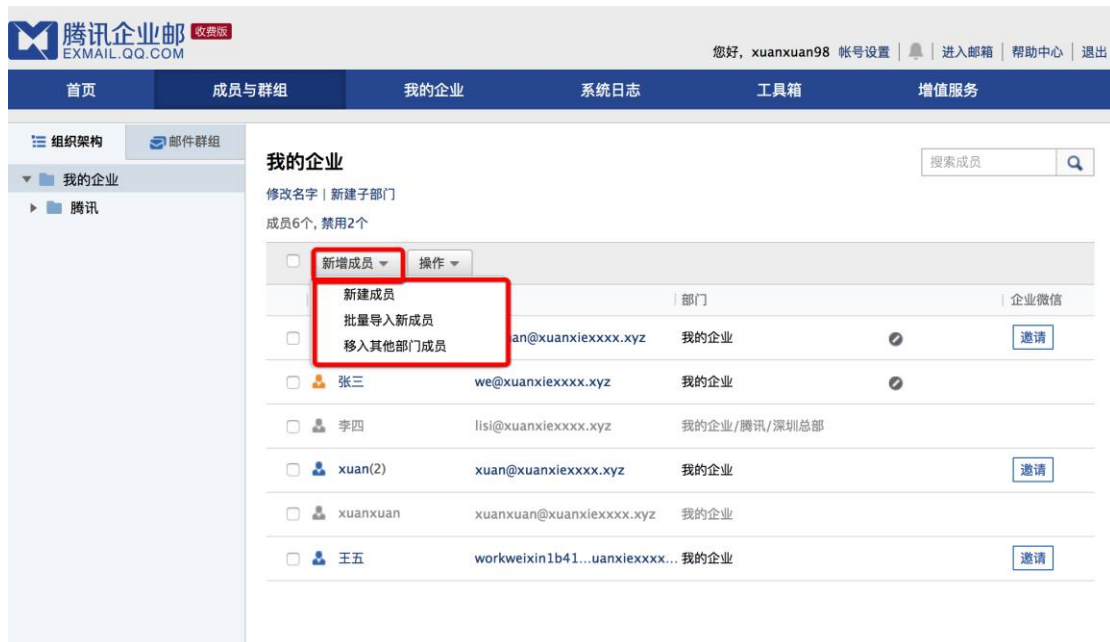 腾讯企业邮 收费版
EXMAIL.QQ.COM
您好，xuanxuan98 帐号设置 | | 进入邮箱 | 帮助中心 | 退出
首页 成员与群组 我的企业 系统日志 工具箱 增值服务
组织架构 邮件群组
我的企业
腾讯
我的企业
搜索成员
修改名字 | 新建子部门
成员6个, 禁用2个
新增成员 操作
新建成员
批量导入新成员
移入其他部门成员
部门 企业微信
an@xuanxiexxxx.xyz 我的企业 邀请
张三 we@xuanxiexxxx.xyz 我的企业
李四 lisi@xuanxiexxxx.xyz 我的企业/腾讯/深圳总部
xuan(2) xuan@xuanxiexxxx.xyz 我的企业 邀请
xuanxuan xuanxuan@xuanxiexxxx.xyz 我的企业
王五 workweixin1b41...uanxiexxxx... 我的企业 邀请